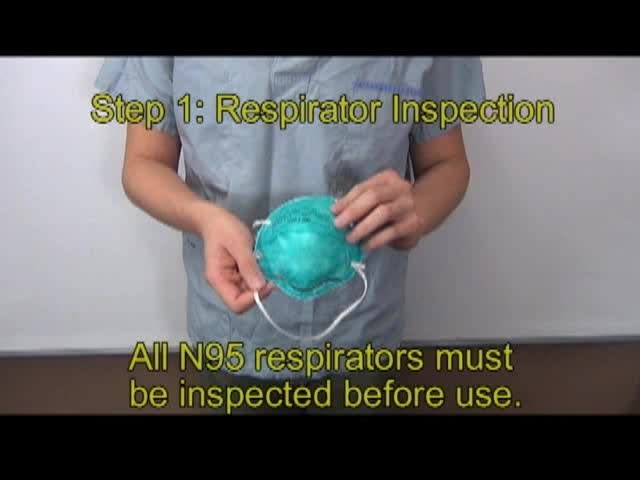 Step 1: Respirator Inspection
All N95 respirators must
be inspected before use.